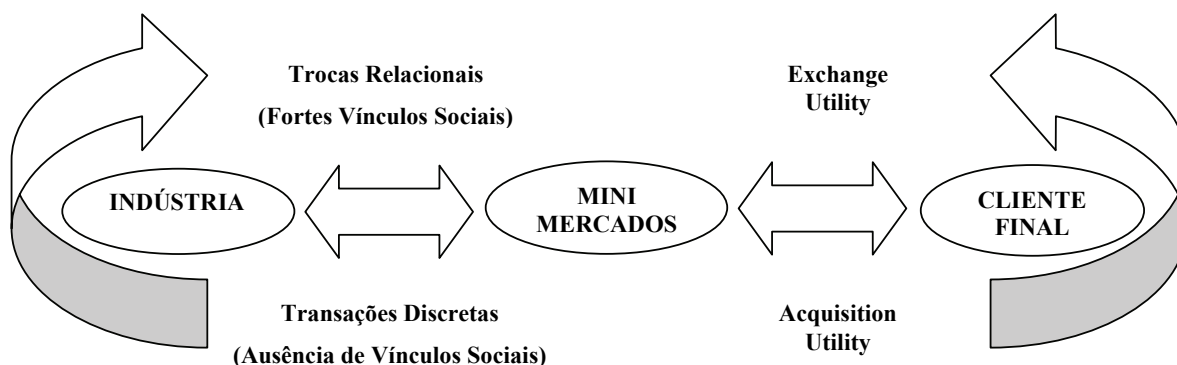 Trocas Relacionais
(Fortes Vínculos Sociais)
Exchange
Utility
INDÚSTRIA
MINI
MERCADOS
CLIENTE
FINAL
Transações Discretas
(Ausência de Vínculos Sociais)
Acquisition
Utility